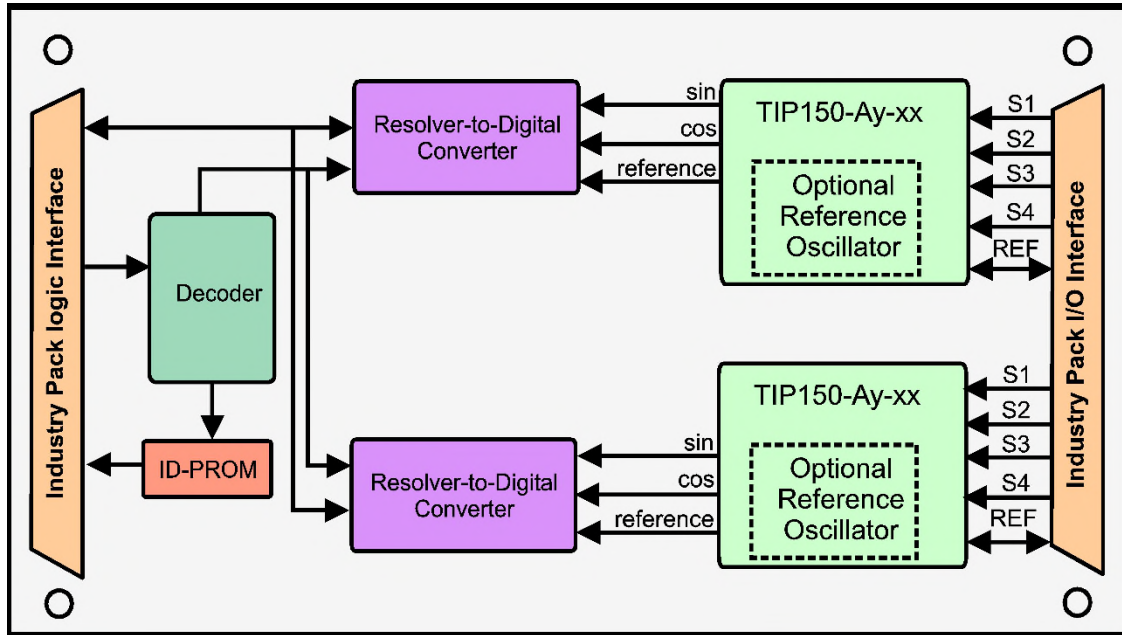 Industry Pack logic Interface
Decoder
ID-PROM
Resolver-to-Digital
Converter
sin
cos
reference
TIP150-Ay-xx
Optional
Reference
Oscillator
S1
S2
S3
S4
REF
Resolver-to-Digital
Converter
sin
cos
reference
TIP150-Ay-xx
Optional
Reference
Oscillator
S1
S2
S3
S4
REF
Industry Pack I/O Interface